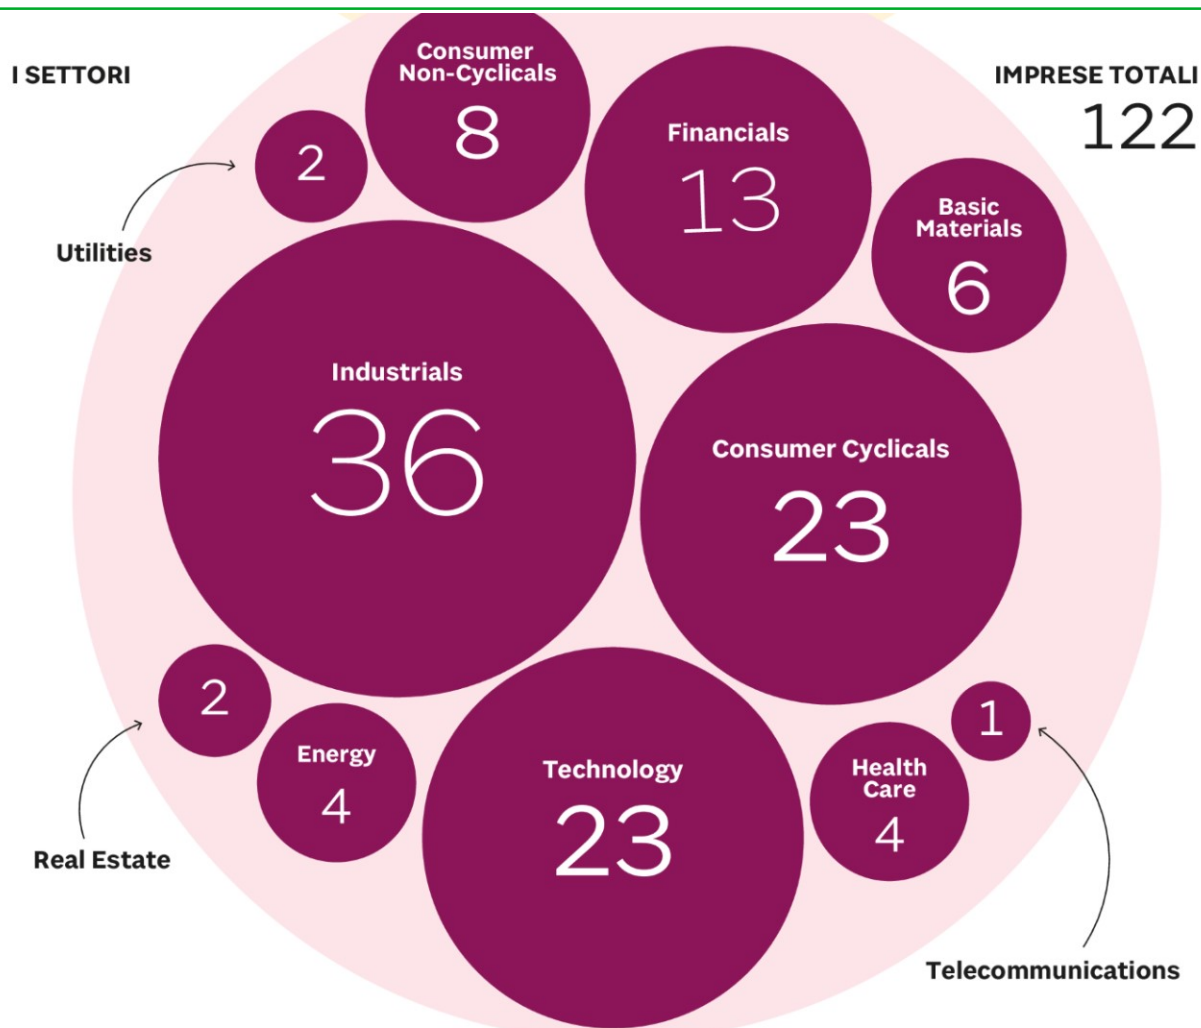 I SETTORI
IMPRESE TOTALI
122
Consumer
Non-Cyclicals
8
Financials
13
2
Utilities
Basic
Materials
6
Industrials
36
Consumer Cyclicals
23
2
Real Estate
Energy
4
Technology
23
Health
Care
4
1
Telecommunications